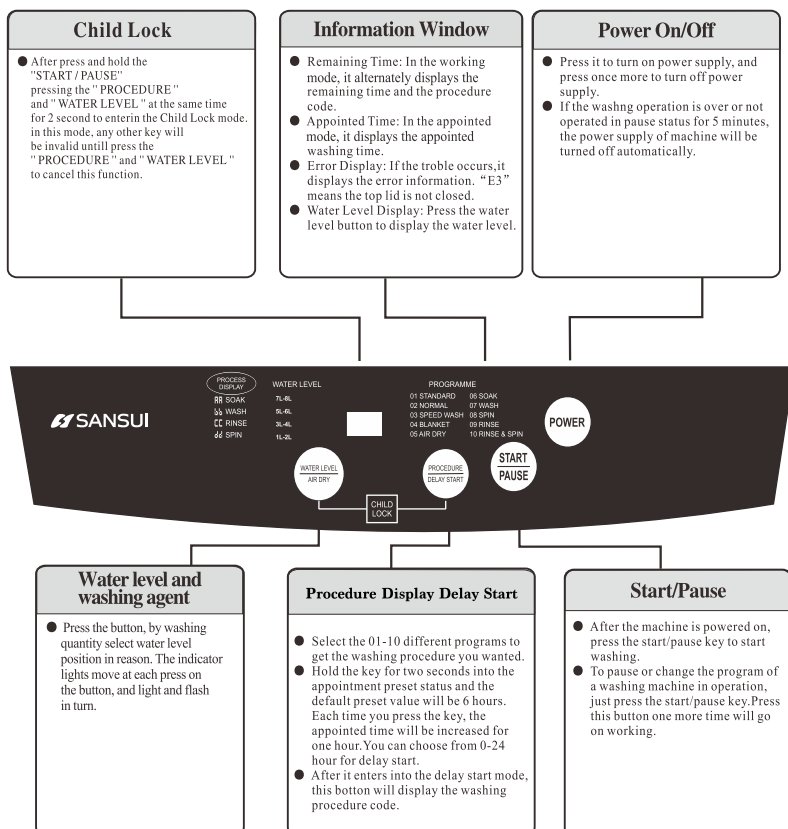 Child Lock
● After press and hold the
"START / PAUSE"
pressing the " PROCEDURE "
and " WATER LEVEL " at the same time
for 2 second to enterin the Child Lock mode.
in this mode, any other key will
be invalid untill press the
" PROCEDURE " and " WATER LEVEL "
to cancel this function.
Information Window
● Remaining Time: In the working
mode, it alternately displays the
remaining time and the procedure
code.
● Appointed Time: In the appointed
mode, it displays the appointed
washing time.
● Error Display: If the troble occurs,it
displays the error information. “E3”
means the top lid is not closed.
● Water Level Display: Press the water
level button to display the water level.
Power On/Off
● Press it to turn on power supply, and
press once more to turn off power
supply.
● If the washng operation is over or not
operated in pause status for 5 minutes,
the power supply of machine will be
turned off automatically.
SANSUI
PROCESS
DISPLAY
AA SOAK
bb WASH
CC RINSE
dd SPIN
WATER LEVEL
7L-8L
5L-6L
3L-4L
1L-2L
PROGRAMME
01 STANDARD 06 SOAK
02 NORMAL 07 WASH
03 SPEED WASH 08 SPIN
04 BLANKET 09 RINSE
05 AIR DRY 10 RINSE & SPIN
WATER LEVEL
AIR DRY
CHILD
LOCK
PROCEDURE
DELAY START
START
PAUSE
POWER
Water level and
washing agent
● Press the button, by washing
quantity select water level
position in reason. The indicator
lights move at each press on
the button, and light and flash
in turn.
Procedure Display Delay Start
● Select the 01-10 different programs to
get the washing procedure you wanted.
● Hold the key for two seconds into the
appointment preset status and the
default preset value will be 6 hours.
Each time you press the key, the
appointed time will be increased for
one hour.You can choose from 0-24
hour for delay start.
● After it enters into the delay start mode,
this botton will display the washing
procedure code.
Start/Pause
● After the machine is powered on,
press the start/pause key to start
washing.
● To pause or change the program of
a washing machine in operation,
just press the start/pause key.Press
this button one more time will go
on working.